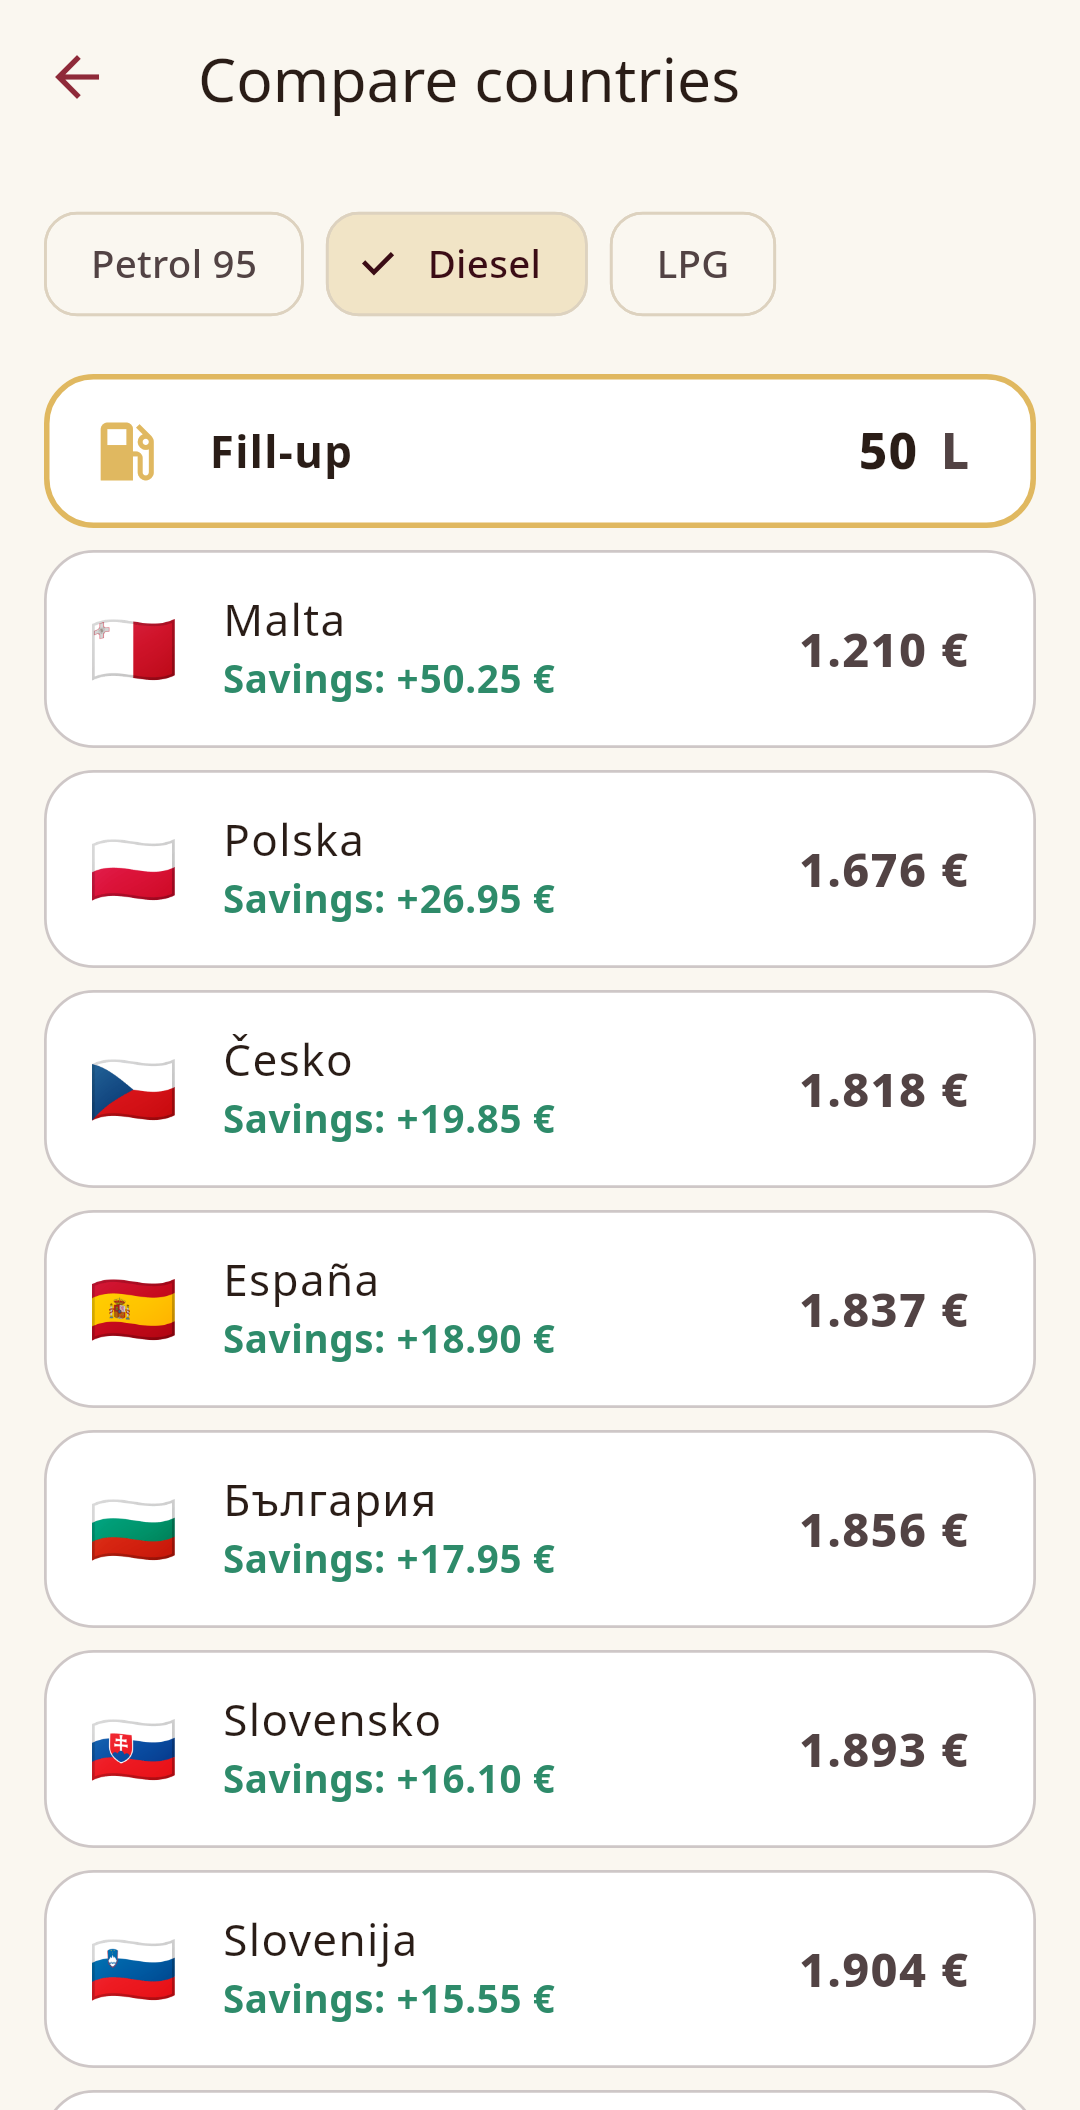 Compare countries
Petrol 95
Diesel
LPG
Fill-up
50 L
Malta
Savings: +50.25 €
1.210 €
Polska
Savings: +26.95 €
1.676 €
Česko
Savings: +19.85 €
1.818 €
España
Savings: +18.90 €
1.837 €
България
Savings: +17.95 €
1.856 €
Slovensko
Savings: +16.10 €
1.893 €
Slovenija
Savings: +15.55 €
1.904 €